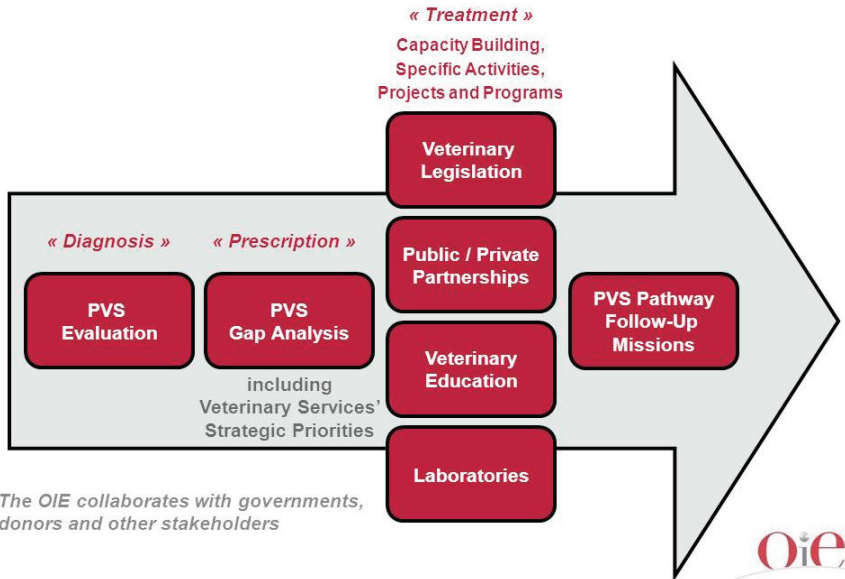 « Treatment »
Capacity Building,
Specific Activities,
Projects and Programs
Veterinary
Legislation
« Diagnosis »
« Prescription »
PVS
Evaluation
PVS
Gap Analysis
including
Veterinary Services’
Strategic Priorities
Public / Private
Partnerships
Veterinary
Education
Laboratories
PVS Pathway
Follow-Up
Missions
The OIE collaborates with governments,
donors and other stakeholders
Oie